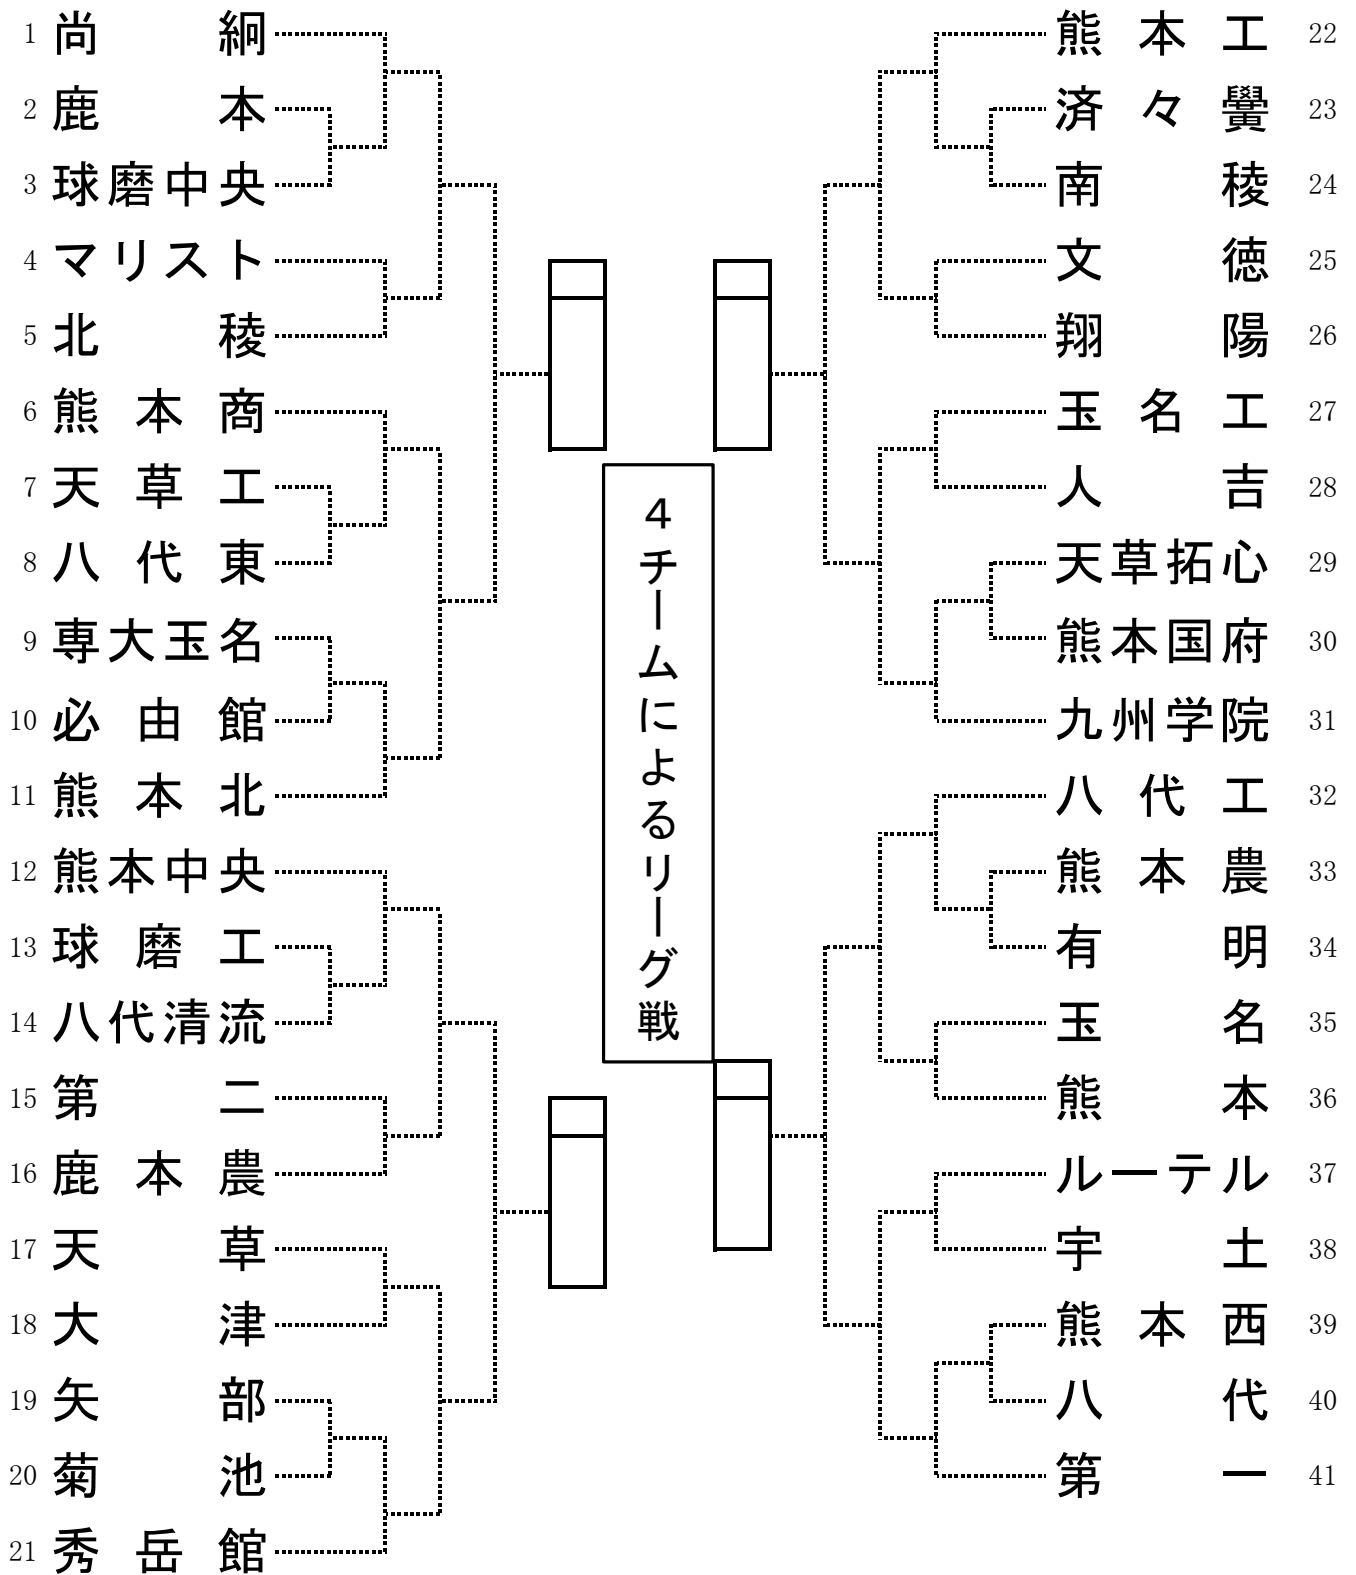 1 尚絅
2 鹿本
3 球磨中央
4 マリスト
5 北稜
6 熊本商
7 天草工
8 八代東
9 専大玉名
10 必由館
11 熊本北
12 熊本中央
13 球磨工
14 八代清流
15 第二
16 鹿本農
17 天草
18 大津
19 矢部
20 菊池
21 秀岳館
4チームによるリーグ戦
熊本工 22
済々黌 23
南稜 24
文徳 25
翔陽 26
玉名工 27
人吉 28
天草拓心 29
熊本国府 30
九州学院 31
八代工 32
熊本農 33
有明 34
玉名 35
熊本 36
ルーテル 37
宇土 38
熊本西 39
八代 40
第一 41